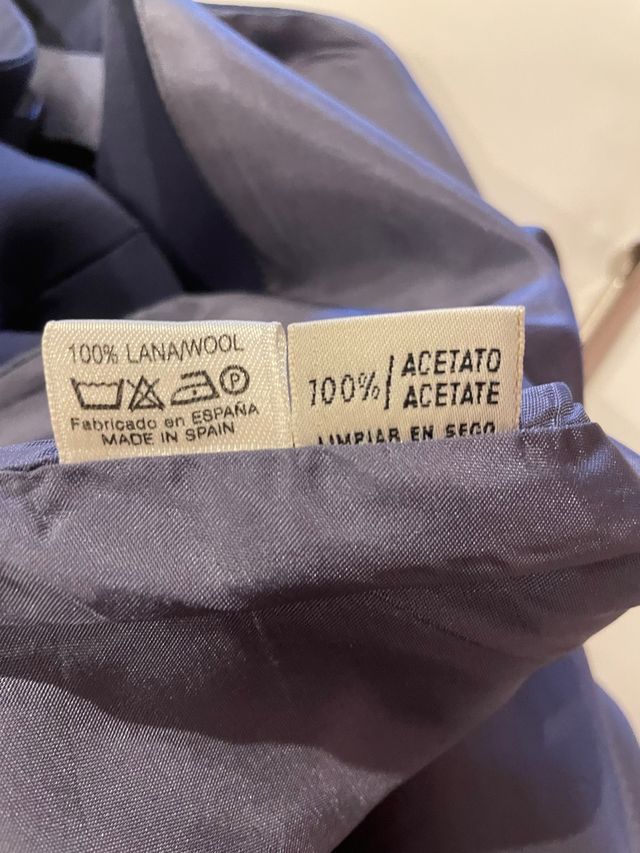 100% LANA/WOOL
P
Fabricado en ESPAÑA
MADE IN SPAIN
100%/ ACETATO
ACETATE
LIMPIAR EN SECO